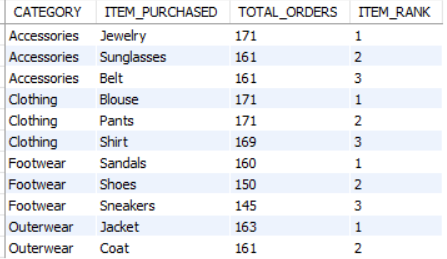 CATEGORY ITEM_PURCHASED TOTAL_ORDERS ITEM_RANK
Accessories Jewelry 171 1
Accessories Sunglasses 161 2
Accessories Belt 161 3
Clothing Blouse 171 1
Clothing Pants 171 2
Clothing Shirt 169 3
Footwear Sandals 160 1
Footwear Shoes 150 2
Footwear Sneakers 145 3
Outerwear Jacket 163 1
Outerwear Coat 161 2